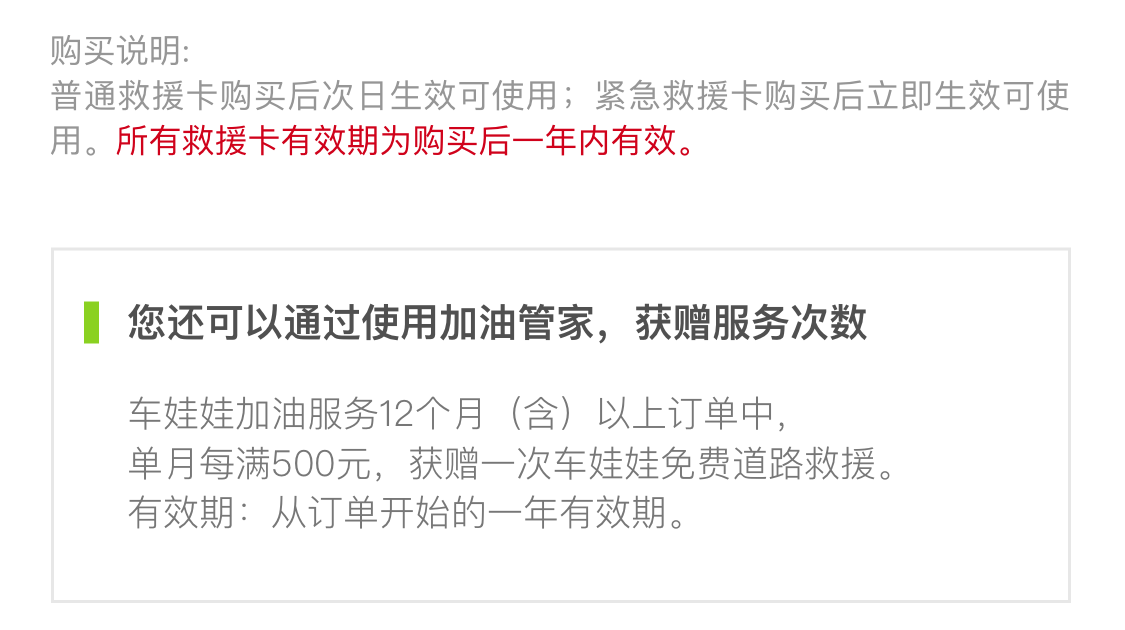 购买说明:
普通救援卡购买后次日生效可使用；紧急救援卡购买后立即生效可使
用。所有救援卡有效期为购买后一年内有效。
您还可以通过使用加油管家，获赠服务次数
车娃娃加油服务12个月（含）以上订单中，
单月每满500元，获赠一次车娃娃免费道路救援。
有效期：从订单开始的一年有效期。